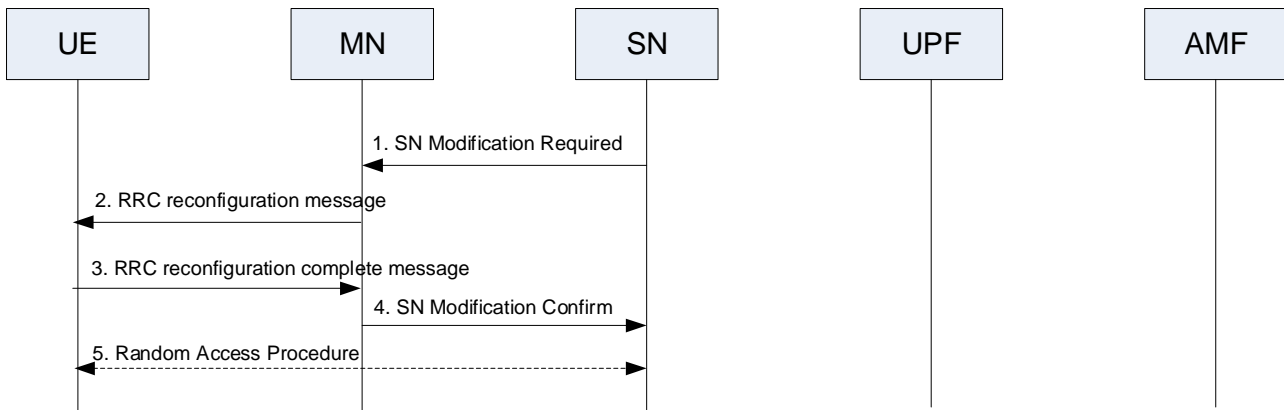 UE
MN
SN
UPF
AMF
1. SN Modification Required
2. RRC reconfiguration message
3. RRC reconfiguration complete message
4. SN Modification Confirm
5. Random Access Procedure